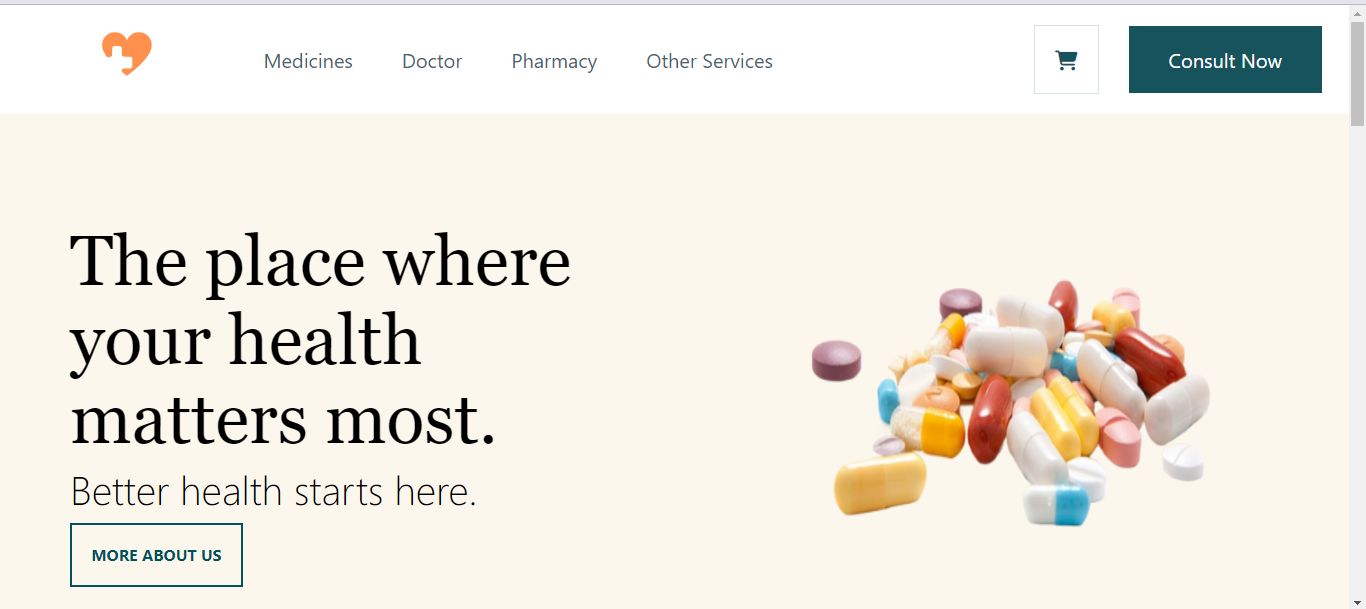 Medicines Doctor Pharmacy Other Services Consult Now
The place where
your health
matters most.
Better health starts here.
MORE ABOUT US